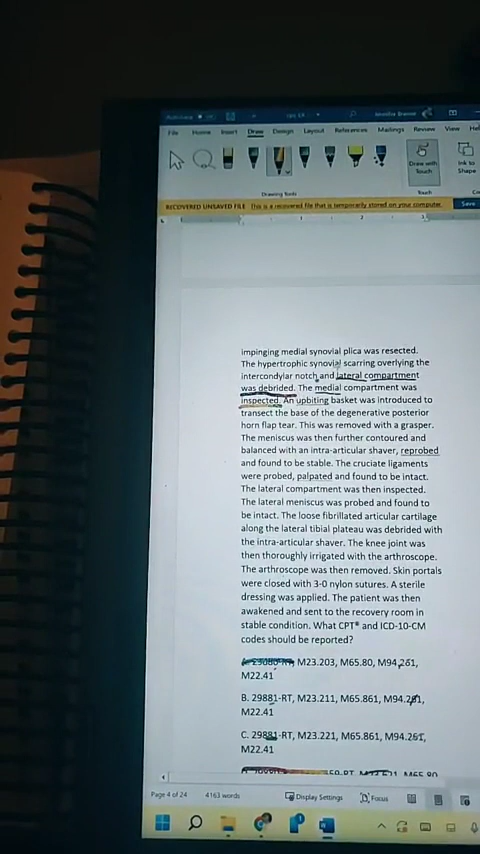 File Home Insert Draw Design Layout References Mailings Review View Hel
Draw with Touch
Ink to Shape
Drawing Tools
Touch
RECOVERED UNSAVED FILE This is a recovered file that is temporarily stored on your computer. Save
impinging medial synovial plica was resected.
The hypertrophic synovial scarring overlying the
intercondylar notch and lateral compartment
was debrided. The medial compartment was
inspected. An upbiting basket was introduced to
transect the base of the degenerative posterior
horn flap tear. This was removed with a grasper.
The meniscus was then further contoured and
balanced with an intra-articular shaver, reprobed
and found to be stable. The cruciate ligaments
were probed, palpated and found to be intact.
The lateral compartment was then inspected.
The lateral meniscus was probed and found to
be intact. The loose fibrillated articular cartilage
along the lateral tibial plateau was debrided with
the intra-articular shaver. The knee joint was
then thoroughly irrigated with the arthroscope.
The arthroscope was then removed. Skin portals
were closed with 3-0 nylon sutures. A sterile
dressing was applied. The patient was then
awakened and sent to the recovery room in
stable condition. What CPT® and ICD-10-CM
codes should be reported?
M23.203, M65.80, M94.261,
M22.41
B. 29881-RT, M23.211, M65.861, M94.261,
M22.41
C. 29881-RT, M23.221, M65.861, M94.261,
M22.41
Page 4 of 24 4163 words Display Settings Focus